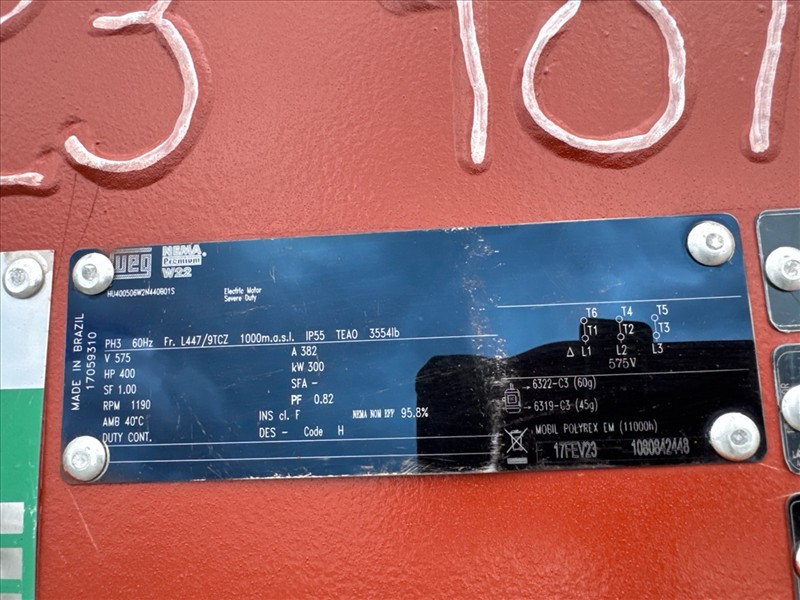 23 181
WEG NEMA Premium W22
HU400506W2N440B01S Electric Motor
Severe Duty
MADE IN BRAZIL
17059310
PH3 60Hz Fr. L447/9TCZ 1000m.a.s.l. IP55 TEAO 3554lb
V 575 A 382
HP 400 kW 300
SF 1.00 SFA -
RPM 1190 PF 0.82
AMB 40°C INS cl. F NEMA NOM EFF 95.8%
DUTY CONT. DES - Code H
T6 T4 T5
T1 T2 T3
Δ L1 L2 L3
575V
6322-C3 (60g)
6319-C3 (45g)
MOBIL POLYREX EM (11000h)
17FEV23 1080842448